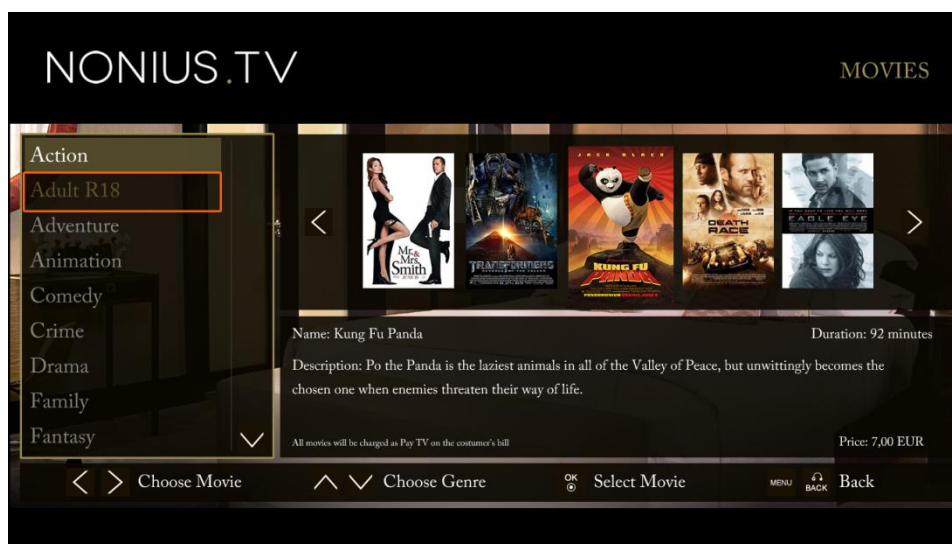 NONIUS.TV
MOVIES
Action
Adult R18
Adventure
Animation
Comedy
Crime
Drama
Family
Fantasy
Mr.&
Mrs.
Smith
TRANSFORMERS
REVENGE OF THE FALLEN
JACK BLACK
KUNG FU
PANDA
DEATH
RACE
EAGLE EYE
Name: Kung Fu Panda
Duration: 92 minutes
Description: Po the Panda is the laziest animals in all of the Valley of Peace, but unwittingly becomes the
chosen one when enemies threaten their way of life.
All movies will be charged as Pay TV on the costumer's bill
Price: 7,00 EUR
Choose Movie
Choose Genre
OK
Select Movie
MENU
BACK
Back